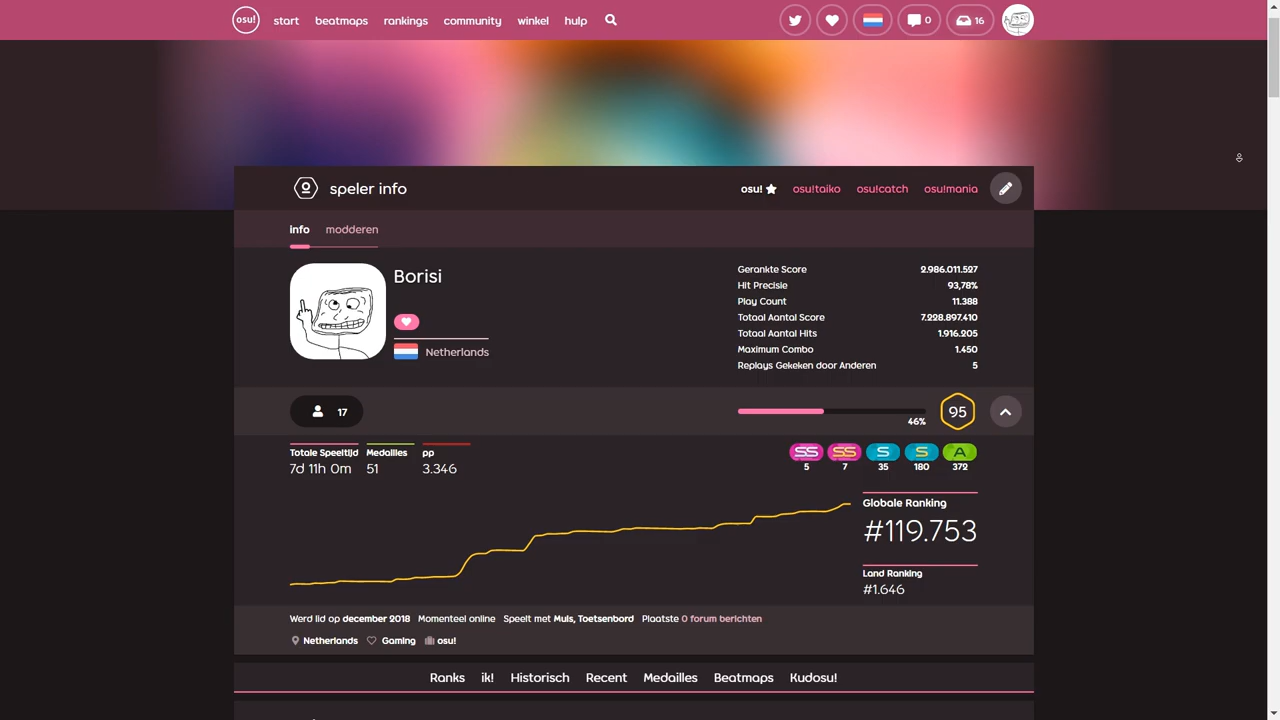 osu! start beatmaps rankings community winkel hulp 0 16
speler info osu! osu!taiko osu!catch osu!mania
info modderen
Borisi
Netherlands
Gerankte Score 2.986.011.527
Hit Precisie 93,78%
Play Count 11.388
Totaal Aantal Score 7.228.897.410
Totaal Aantal Hits 1.916.205
Maximum Combo 1.450
Replays Gekeken door Anderen 5
17 46% 95
Totale Speeltijd Medailles pp
7d 11h 0m 51 3.346
SS SS S S A
5 7 35 180 372
Globale Ranking
#119.753
Land Ranking
#1.646
Werd lid op december 2018 Momenteel online Speelt met Muis, Toetsenbord Plaatste 0 forum berichten
Netherlands Gaming osu!
Ranks ik! Historisch Recent Medailles Beatmaps Kudosu!